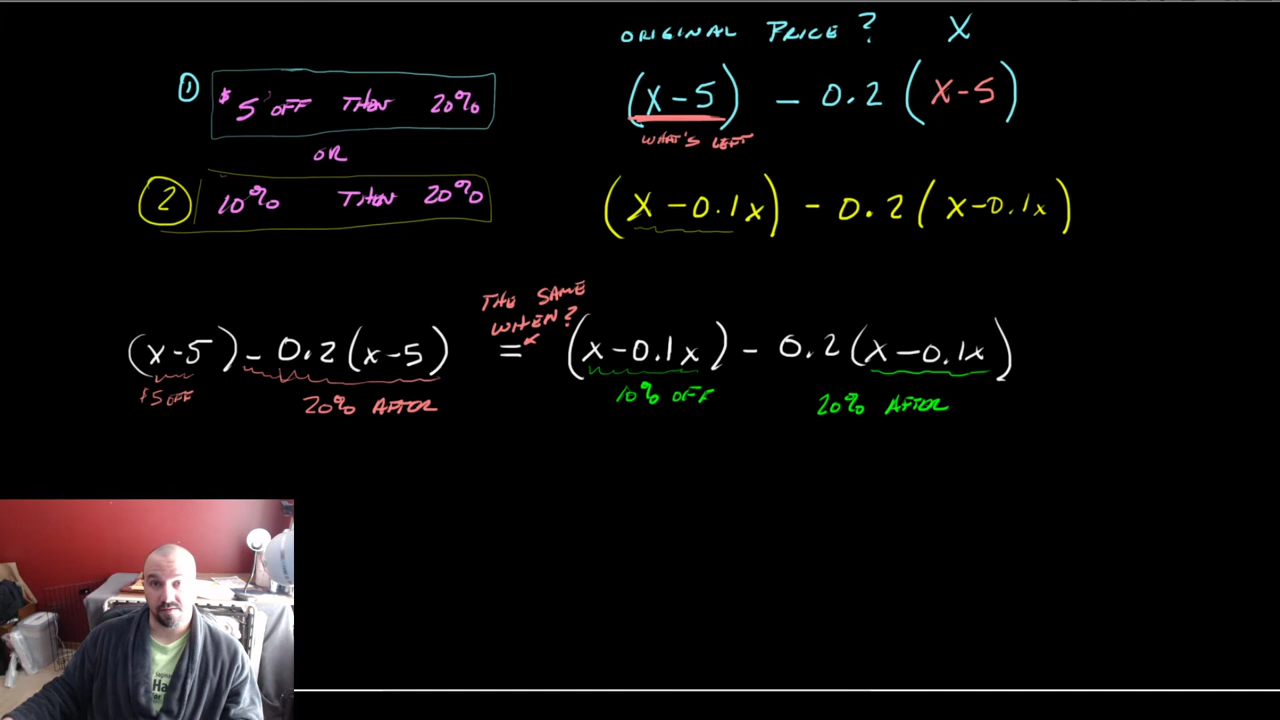 ORIGINAL PRICE? X
① $5 OFF THEN 20%
(X-5) - 0.2 (X-5)
WHAT'S LEFT
OR
② 10% THEN 20%
(X-0.1x) - 0.2 (X-0.1x)
THE SAME WHEN?
(x-5) - 0.2(x-5) = (x-0.1x) - 0.2(x-0.1x)
$5 OFF 20% AFTER 10% OFF 20% AFTER
Ha